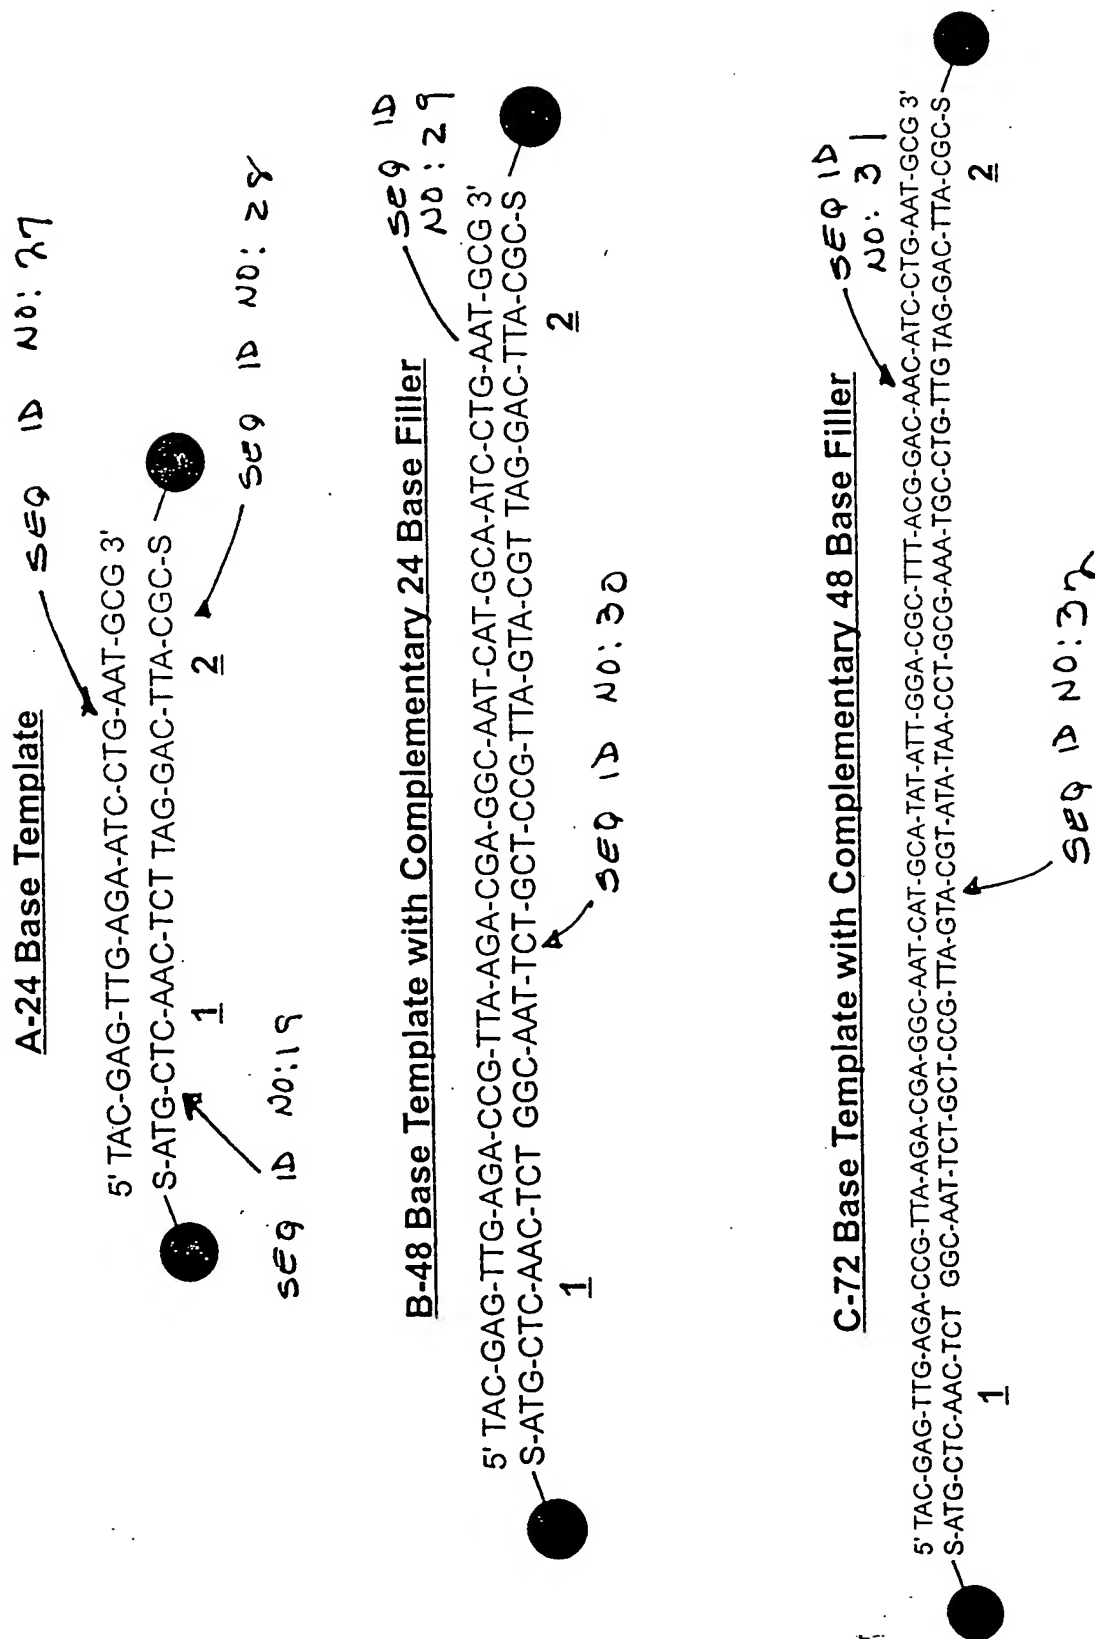 A-24 Base Template
SEQ ID NO: 27
5' TAC-GAG-TTG-AGA-ATC-CTG-AAT-GCG 3'
S-ATG-CTC-AAC-TCT TAG-GAC-TTA-CGC-S
1 2
SEQ ID NO:19
SEQ ID NO: 28
B-48 Base Template with Complementary 24 Base Filler
SEQ ID
NO: 29
5' TAC-GAG-TTG-AGA-CCG-TTA-AGA-CGA-GGC-AAT-CAT-GCA-ATC-CTG-AAT-GCG 3'
S-ATG-CTC-AAC-TCT GGC-AAT-TCT-GCT-CCG-TTA-GTA-CGT TAG-GAC-TTA-CGC-S
1 2
SEQ ID NO:30
C-72 Base Template with Complementary 48 Base Filler
SEQ ID
NO: 31
5' TAC-GAG-TTG-AGA-CCG-TTA-AGA-CGA-GGC-AAT-CAT-GCA-TAT-ATT-GGA-CGC-TTT-ACG-GAC-AAC-ATC-CTG-AAT-GCG 3'
S-ATG-CTC-AAC-TCT GGC-AAT-TCT-GCT-CCG-TTA-GTA-CGT-ATA-TAA-CCT-GCG-AAA-TGC-CTG-TTG TAG-GAC-TTA-CGC-S
1 2
SEQ ID NO:32